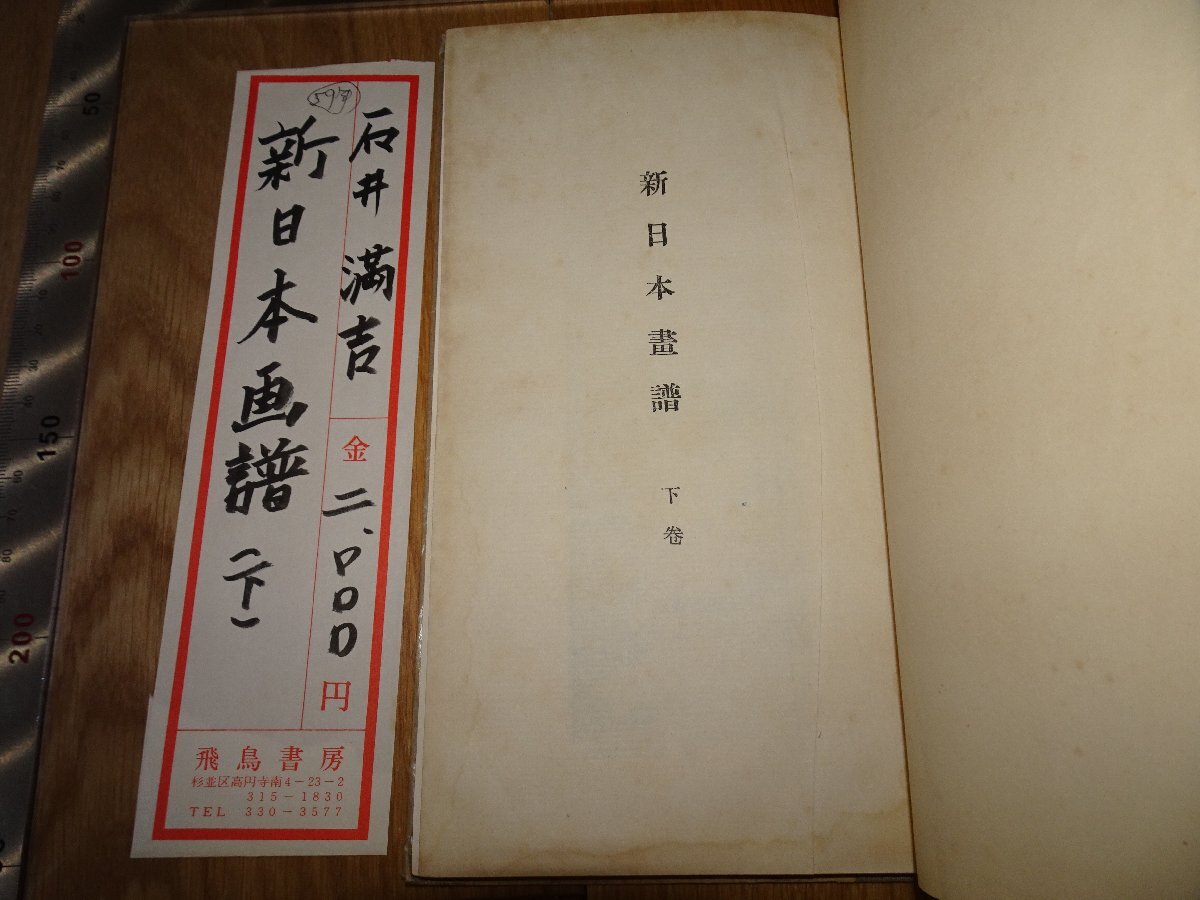 石井 満吉
新日本画譜(下)
金 二、000 円
飛鳥書房
杉並区高円寺南4-23-2
315-1830
TEL 330-3577
新日本畫譜 下卷
50
100
150
200